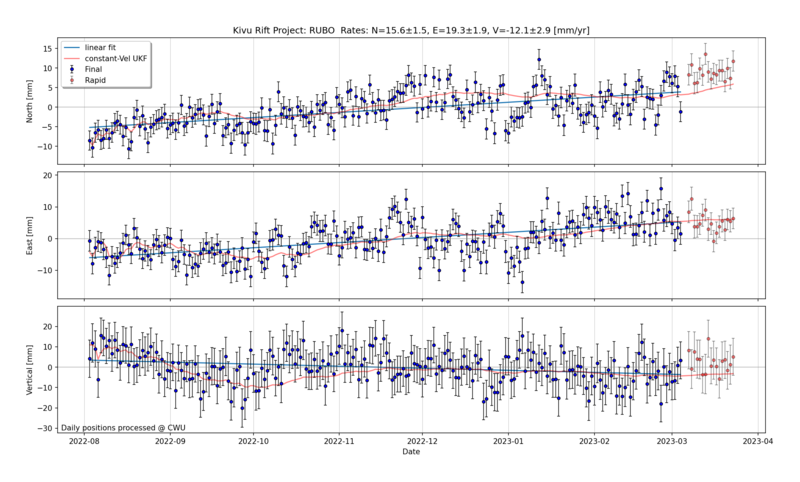 Kivu Rift Project: RUBO Rates: N=15.6±1.5, E=19.3±1.9, V=-12.1±2.9 [mm/yr]
linear fit
constant-Vel UKF
Final
Rapid
North [mm]
15
10
5
0
−5
−10
East [mm]
20
10
0
−10
Vertical [mm]
20
10
0
−10
−20
−30
Daily positions processed @ CWU
2022-08
2022-09
2022-10
2022-11
2022-12
2023-01
2023-02
2023-03
2023-04
Date